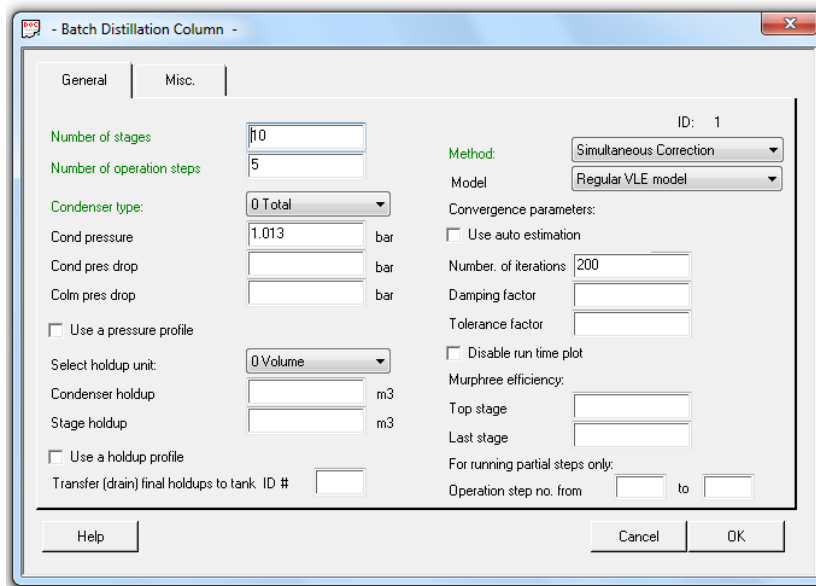 - Batch Distillation Column -
General
Misc.
ID: 1
Number of stages 10
Number of operation steps 5
Condenser type: 0 Total
Cond pressure 1.013 bar
Cond pres drop bar
Colm pres drop bar
Use a pressure profile
Select holdup unit: 0 Volume
Condenser holdup m3
Stage holdup m3
Use a holdup profile
Transfer (drain) final holdups to tank ID #
Method: Simultaneous Correction
Model Regular VLE model
Convergence parameters:
Use auto estimation
Number. of iterations 200
Damping factor
Tolerance factor
Disable run time plot
Murphree efficiency:
Top stage
Last stage
For running partial steps only:
Operation step no. from to
Help
Cancel
OK